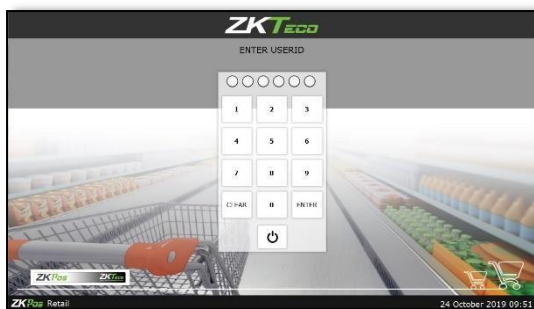 ZKTeco
ENTER USERID
1 2 3
4 5 6
7 8 9
CLEAR 0 ENTER
ZKPos ZKTeco
ZKPos Retail 24 October 2019 09:51